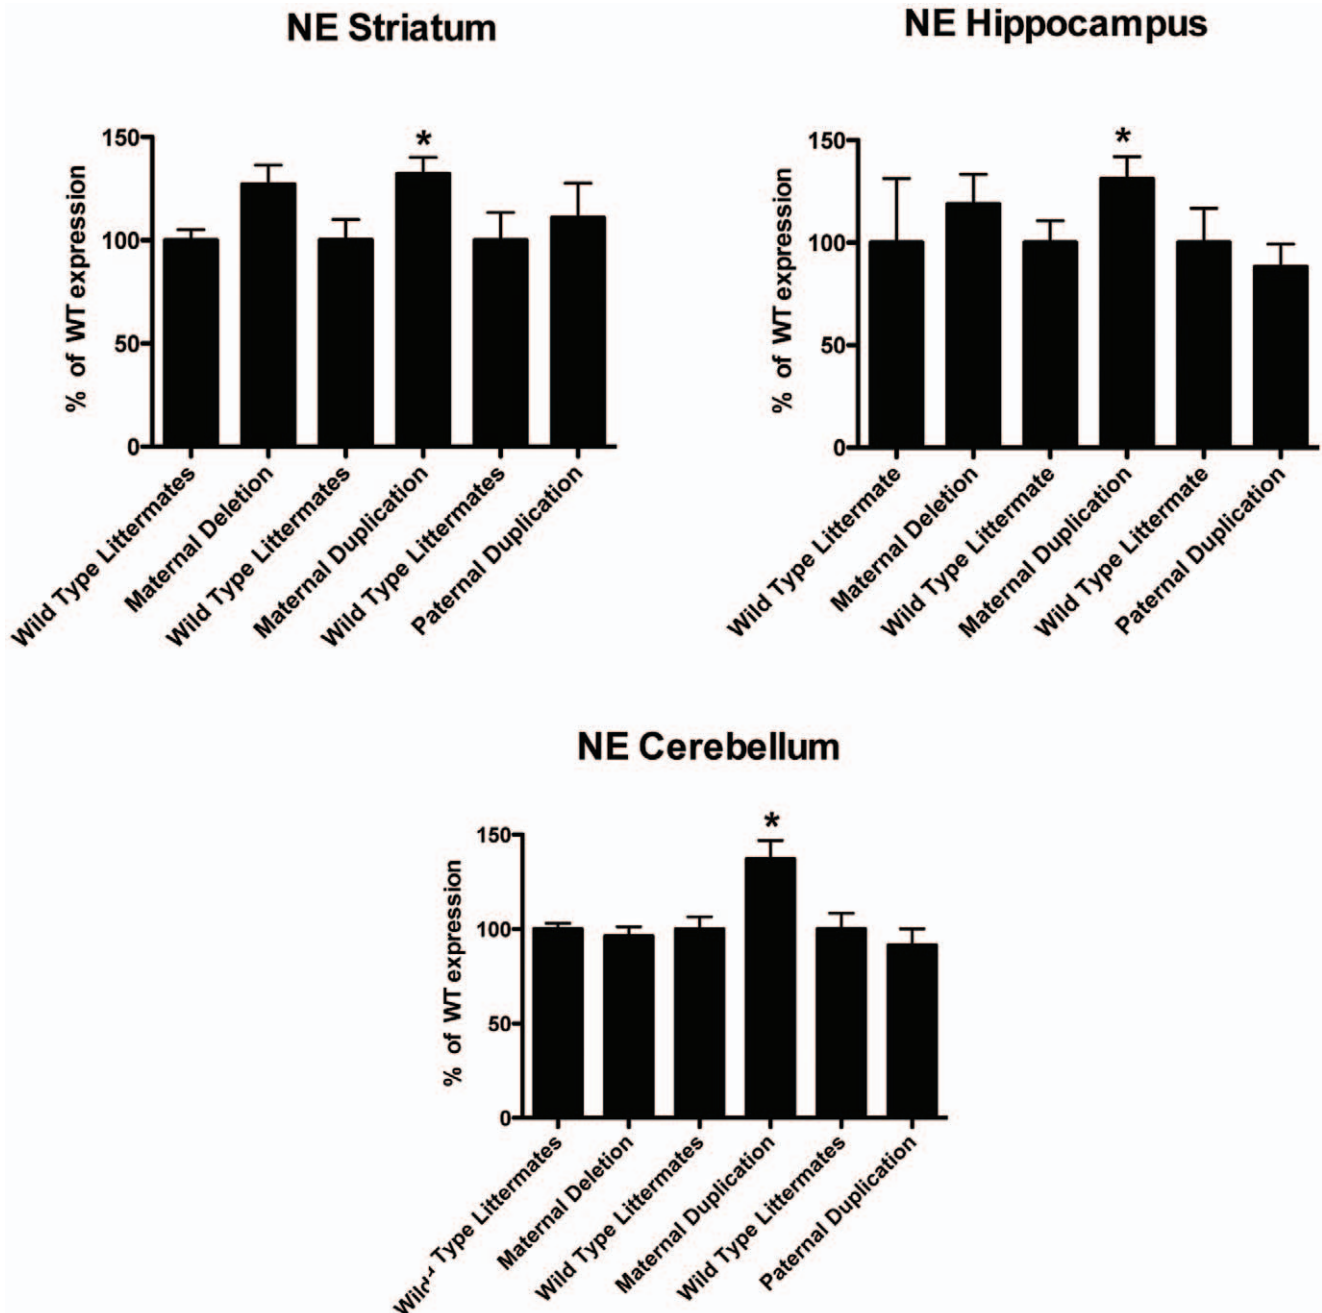 NE Striatum
% of WT expression
150
100
50
0
*
Wild Type Littermates
Maternal Deletion
Wild Type Littermates
Maternal Duplication
Wild Type Littermates
Paternal Duplication
NE Hippocampus
% of WT expression
150
100
50
0
*
Wild Type Littermate
Maternal Deletion
Wild Type Littermate
Maternal Duplication
Wild Type Littermate
Paternal Duplication
NE Cerebellum
% of WT expression
150
100
50
0
*
Wild Type Littermates
Maternal Deletion
Wild Type Littermates
Maternal Duplication
Wild Type Littermates
Paternal Duplication